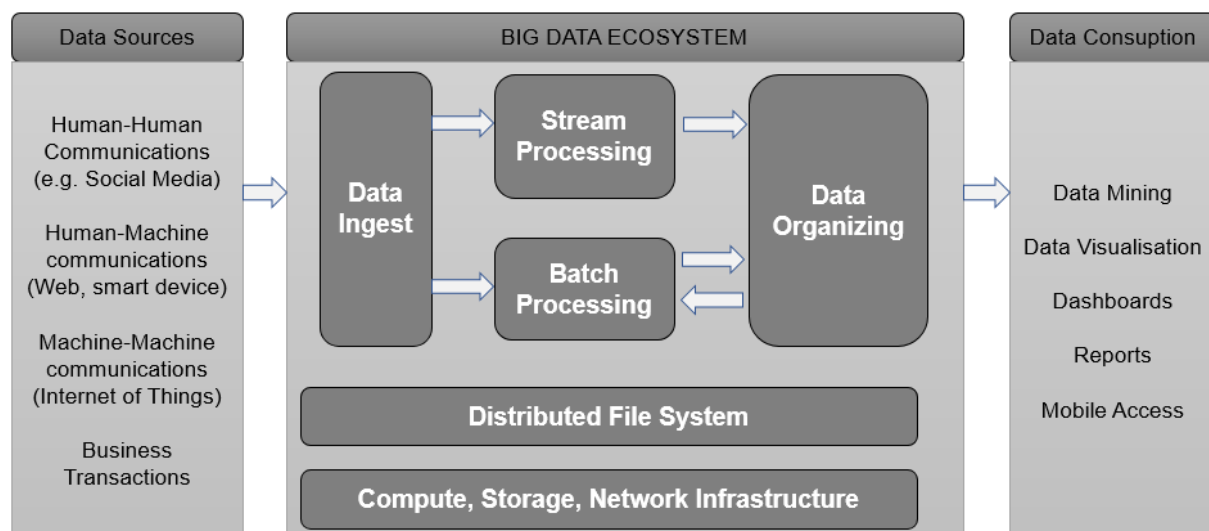 Data Sources
Human-Human
Communications
(e.g. Social Media)
Human-Machine
communications
(Web, smart device)
Machine-Machine
communications
(Internet of Things)
Business
Transactions
BIG DATA ECOSYSTEM
Data
Ingest
Stream
Processing
Batch
Processing
Data
Organizing
Distributed File System
Compute, Storage, Network Infrastructure
Data Consuption
Data Mining
Data Visualisation
Dashboards
Reports
Mobile Access